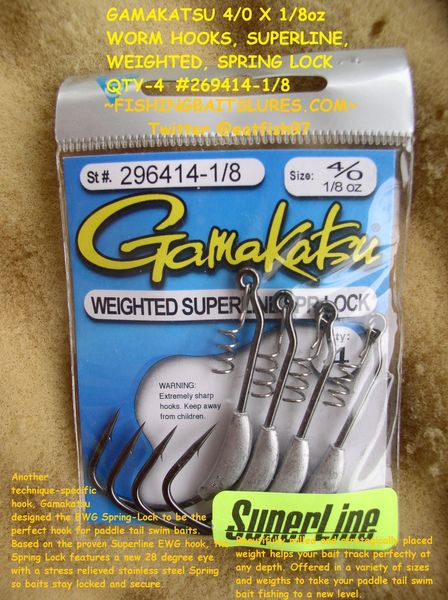 GAMAKATSU 4/0 X 1/8oz
WORM HOOKS, SUPERLINE,
WEIGHTED, SPRING LOCK
QTY-4 #269414-1/8
~FISHINGBAITSLURES.COM~
Twitter @eatfish97
St#. 296414-1/8
Size: 4/0
1/8 oz
Gamakatsu
WEIGHTED SUPERLINE SPR LOCK
4
WARNING:
Extremely sharp
hooks. Keep away
from children.
SuperLine
Another
technique-specific
hook, Gamakatsu
designed the EWG Spring-Lock to be the
perfect hook for paddle tail swim baits.
Based on the proven Superline EWG hook, the
Spring Lock features a new 28 degree eye
with a stress relieved stainless steel Spring
so baits stay locked and secure.
placed
weight helps your bait track perfectly at
any depth. Offered in a variety of sizes
and weigths to take your paddle tail swim
bait fishing to a new level.